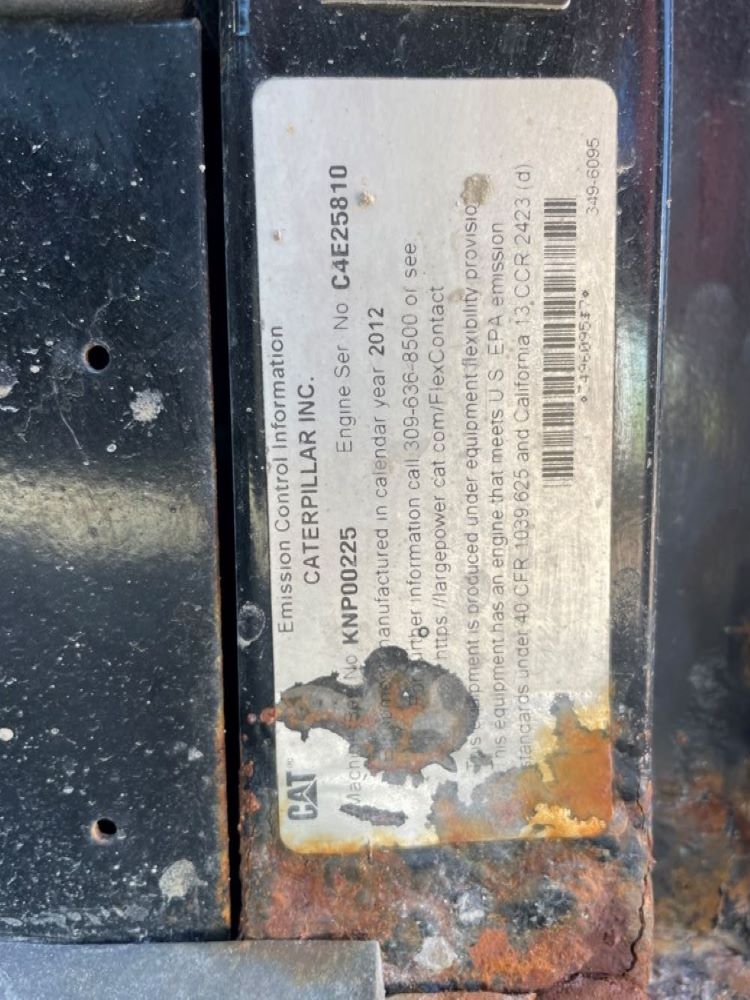 CAT
Emission Control Information
CATERPILLAR INC.
No KNP00225 Engine Ser No C4E25810
manufactured in calendar year 2012
information call 309-636-8500 or see
https://largepower cat com/FlexContact
equipment is produced under equipment flexibility provisio
This equipment has an engine that meets U S EPA emission
standards under 40 CFR 1039 625 and California 13 CCR 2423 (d)
349-6095